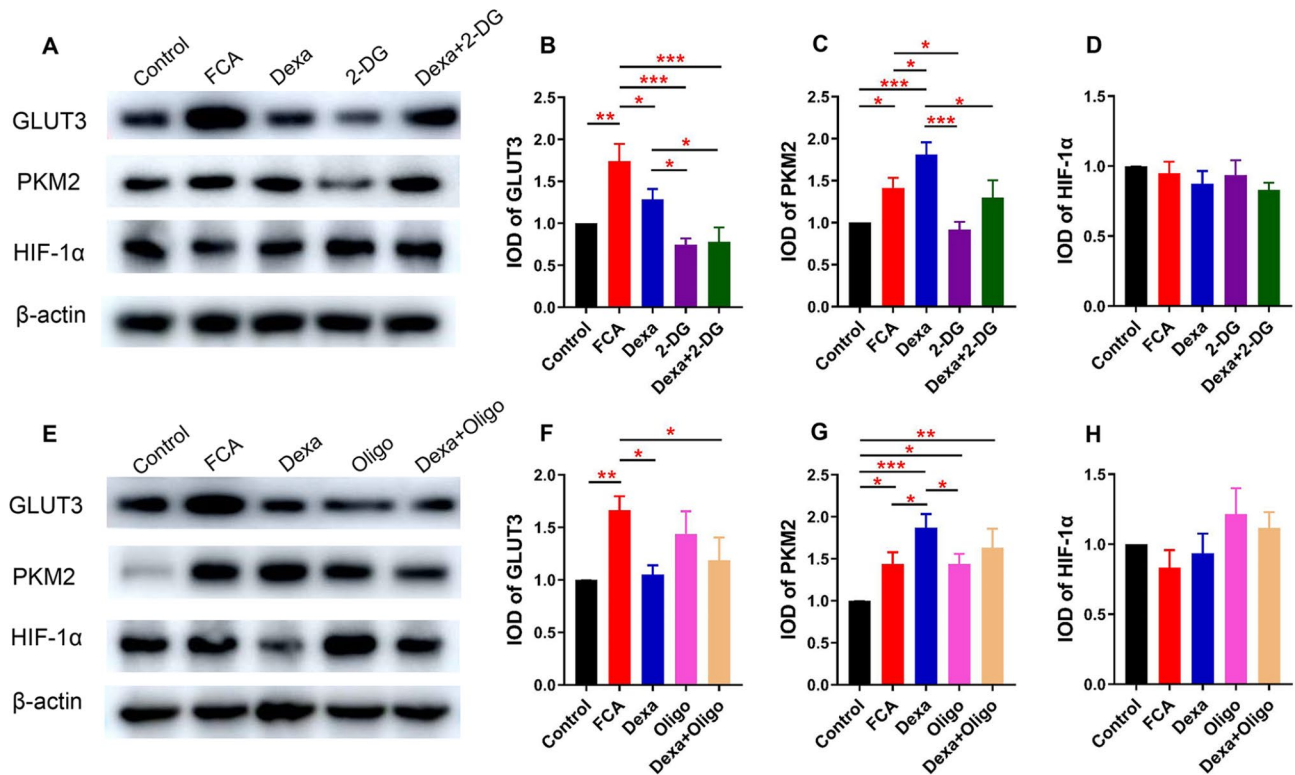 A
Control
FCA
Dexa
2-DG
Dexa+2-DG
GLUT3
PKM2
HIF-1α
β-actin
B
***
***
*
**
*
*
IOD of GLUT3
2.5
2.0
1.5
1.0
0.5
0.0
Control
FCA
Dexa
2-DG
Dexa+2-DG
C
*
*
***
*
*
***
IOD of PKM2
2.5
2.0
1.5
1.0
0.5
0.0
Control
FCA
Dexa
2-DG
Dexa+2-DG
D
IOD of HIF-1α
1.5
1.0
0.5
0.0
Control
FCA
Dexa
2-DG
Dexa+2-DG
E
Control
FCA
Dexa
Oligo
Dexa+Oligo
GLUT3
PKM2
HIF-1α
β-actin
F
*
*
**
IOD of GLUT3
2.0
1.5
1.0
0.5
0.0
Control
FCA
Dexa
Oligo
Dexa+Oligo
G
**
*
***
*
*
*
IOD of PKM2
2.5
2.0
1.5
1.0
0.5
0.0
Control
FCA
Dexa
Oligo
Dexa+Oligo
H
IOD of HIF-1α
1.5
1.0
0.5
0.0
Control
FCA
Dexa
Oligo
Dexa+Oligo